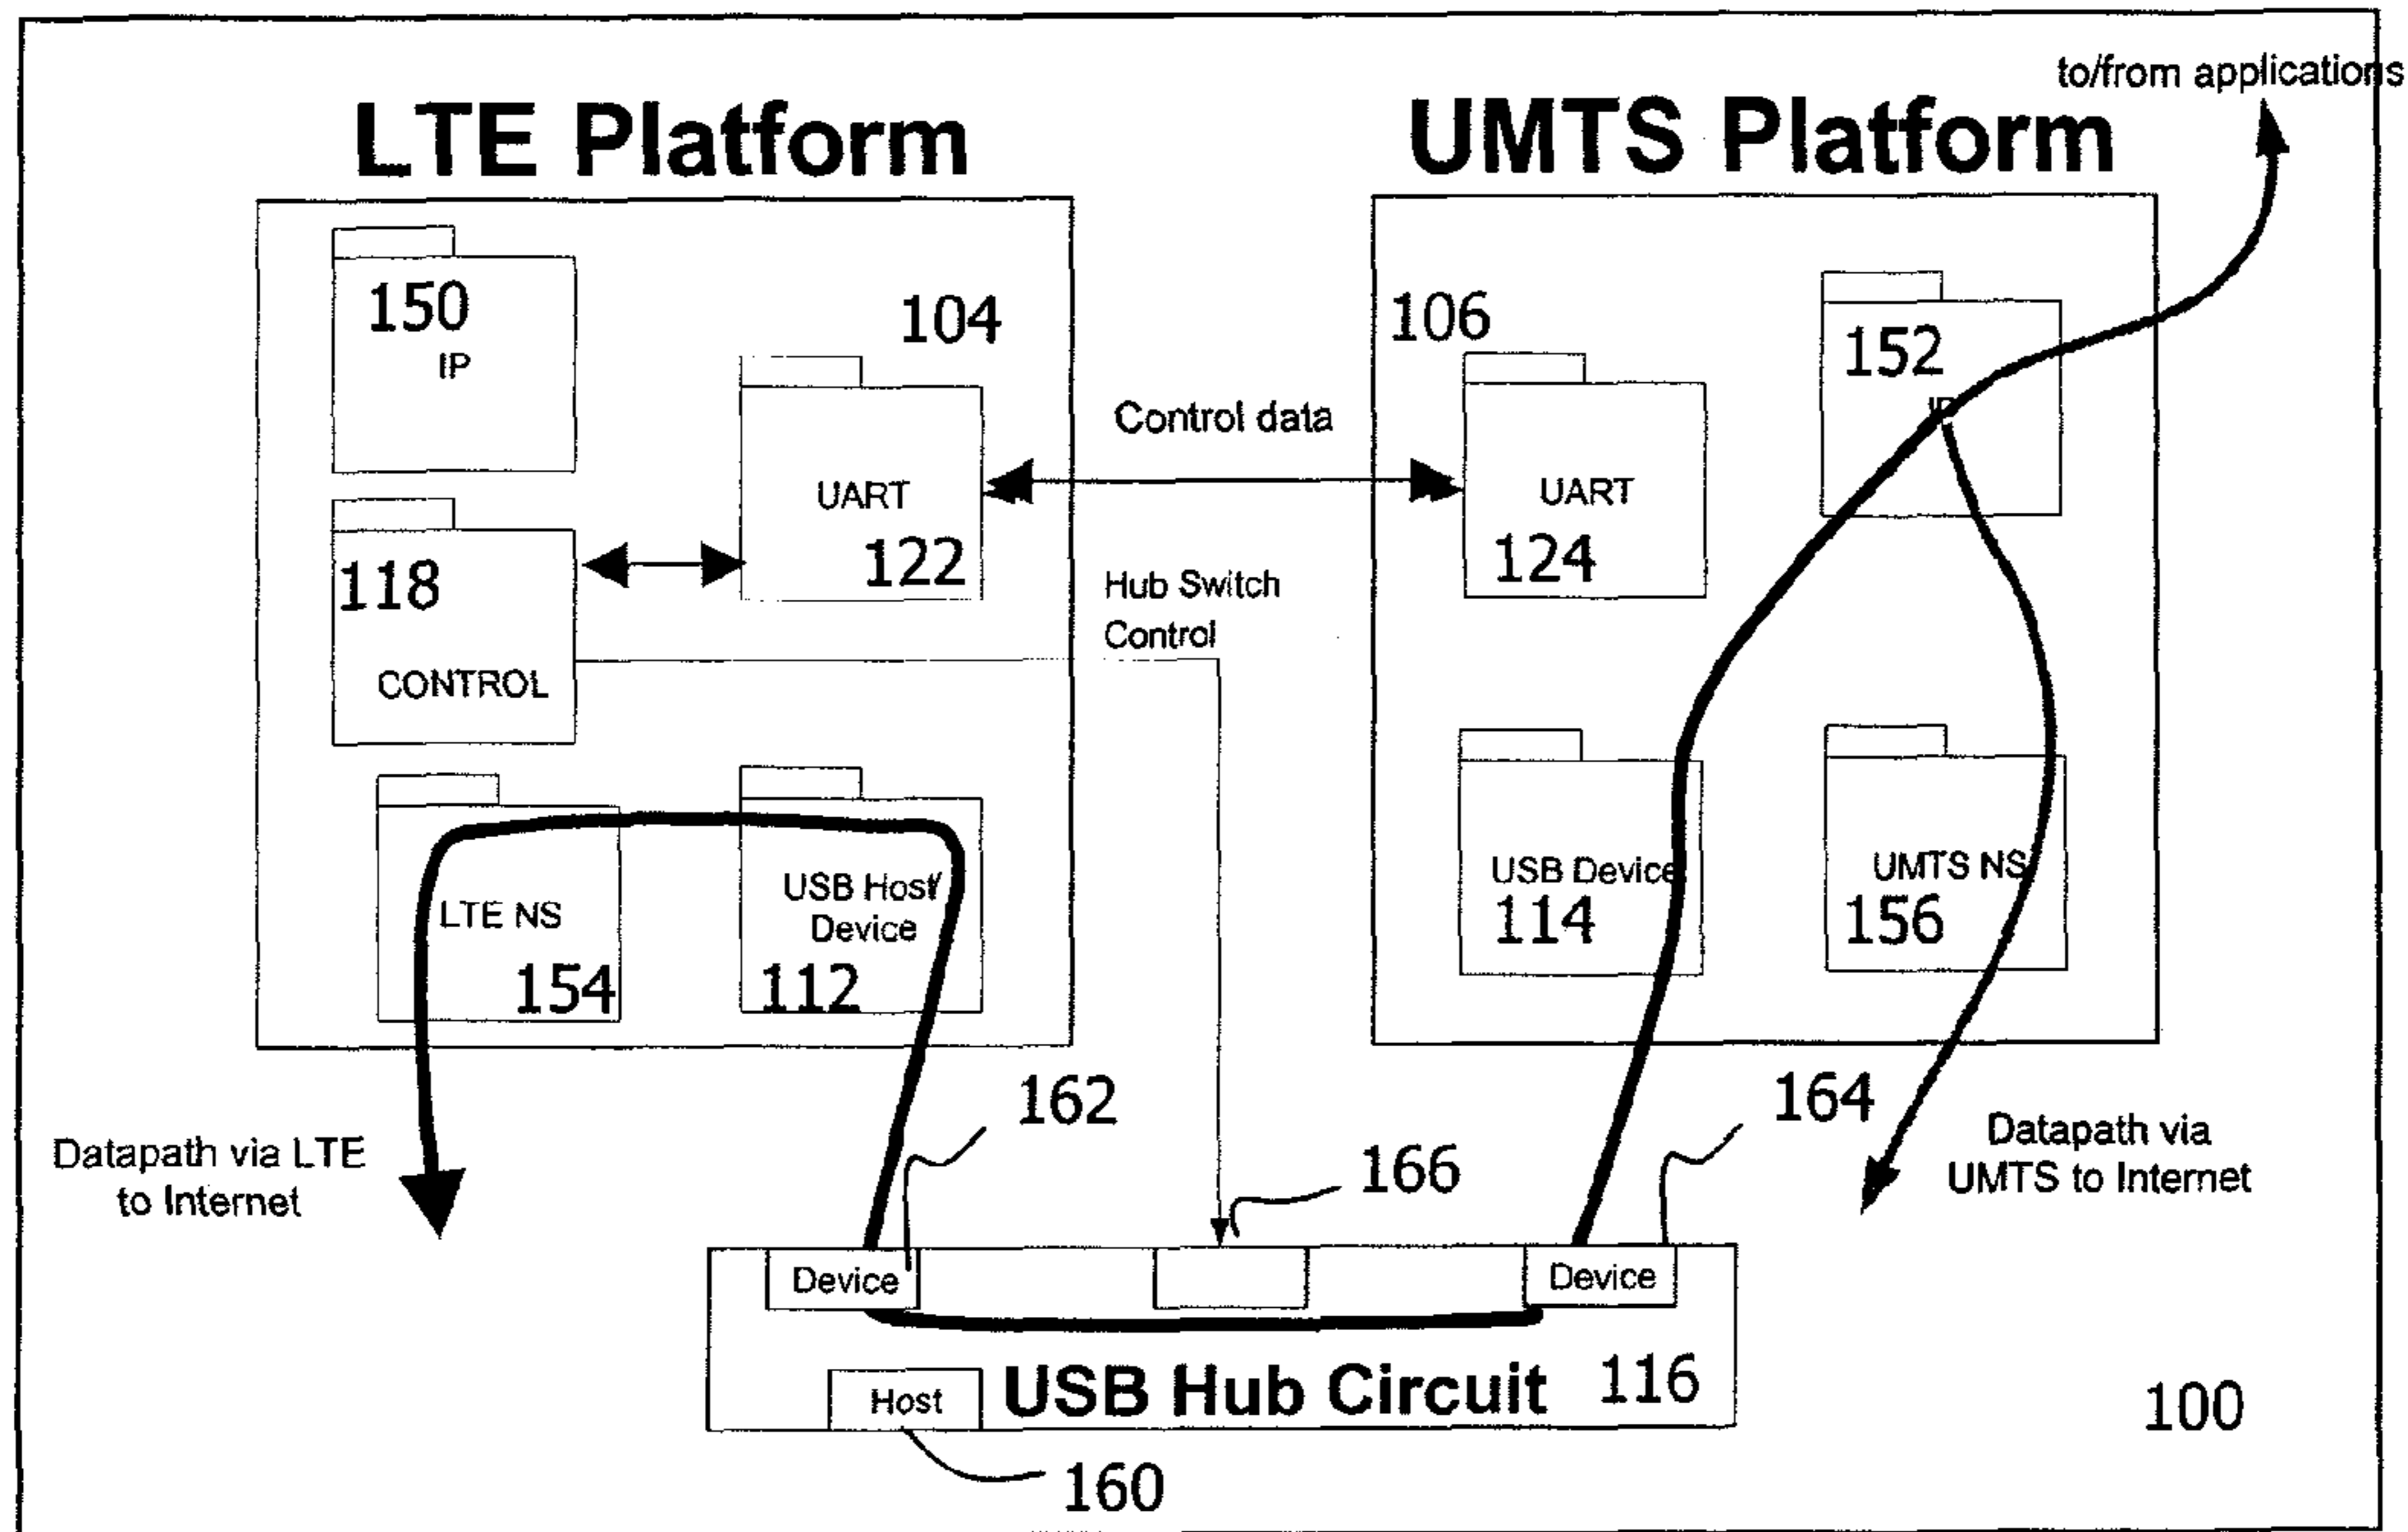 to/from applications
LTE Platform
UMTS Platform
150
IP
104
UART
122
118
CONTROL
LTE NS
154
USB Host/
Device
112
Control data
Hub Switch
Control
106
UART
124
152
IP
USB Device
114
UMTS NS
156
Datapath via LTE
to Internet
162
166
164
Datapath via
UMTS to Internet
Device
Device
Host
USB Hub Circuit
116
160
100